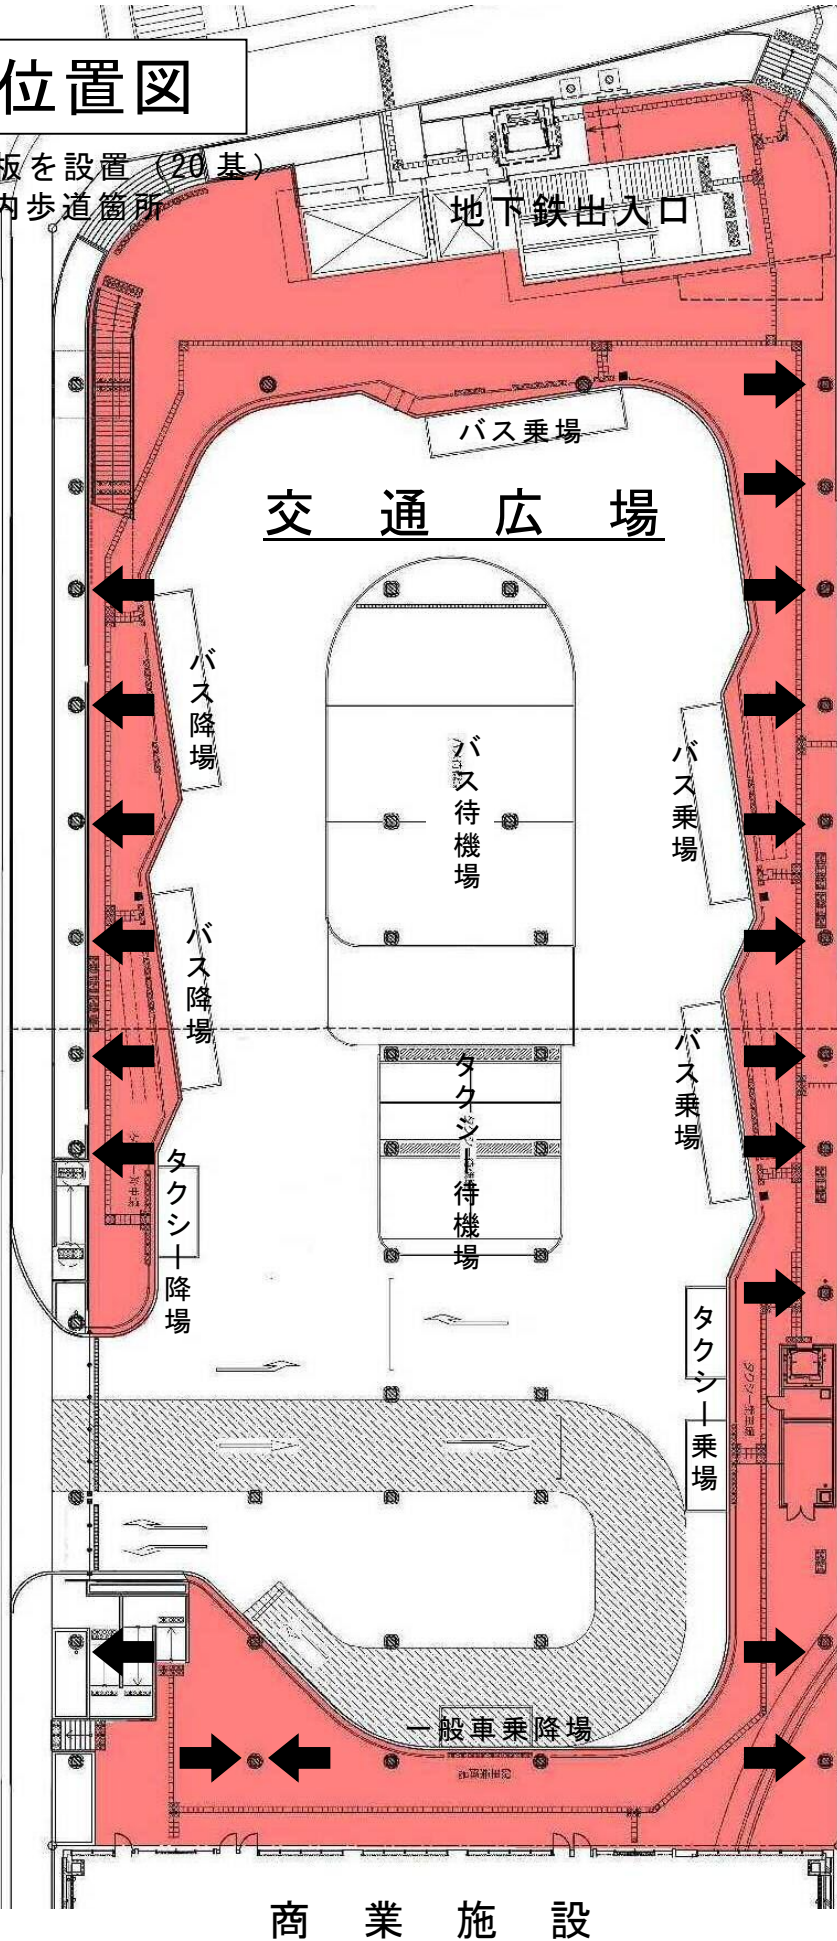 位置図
板を設置（20基）
内歩道箇所
地下鉄出入口
バス乗場
交通広場
バス降場
バス待機場
バス乗場
バス降場
バス乗場
タクシー待機場
タクシー降場
タクシー乗場
一般車乗降場
商業施設